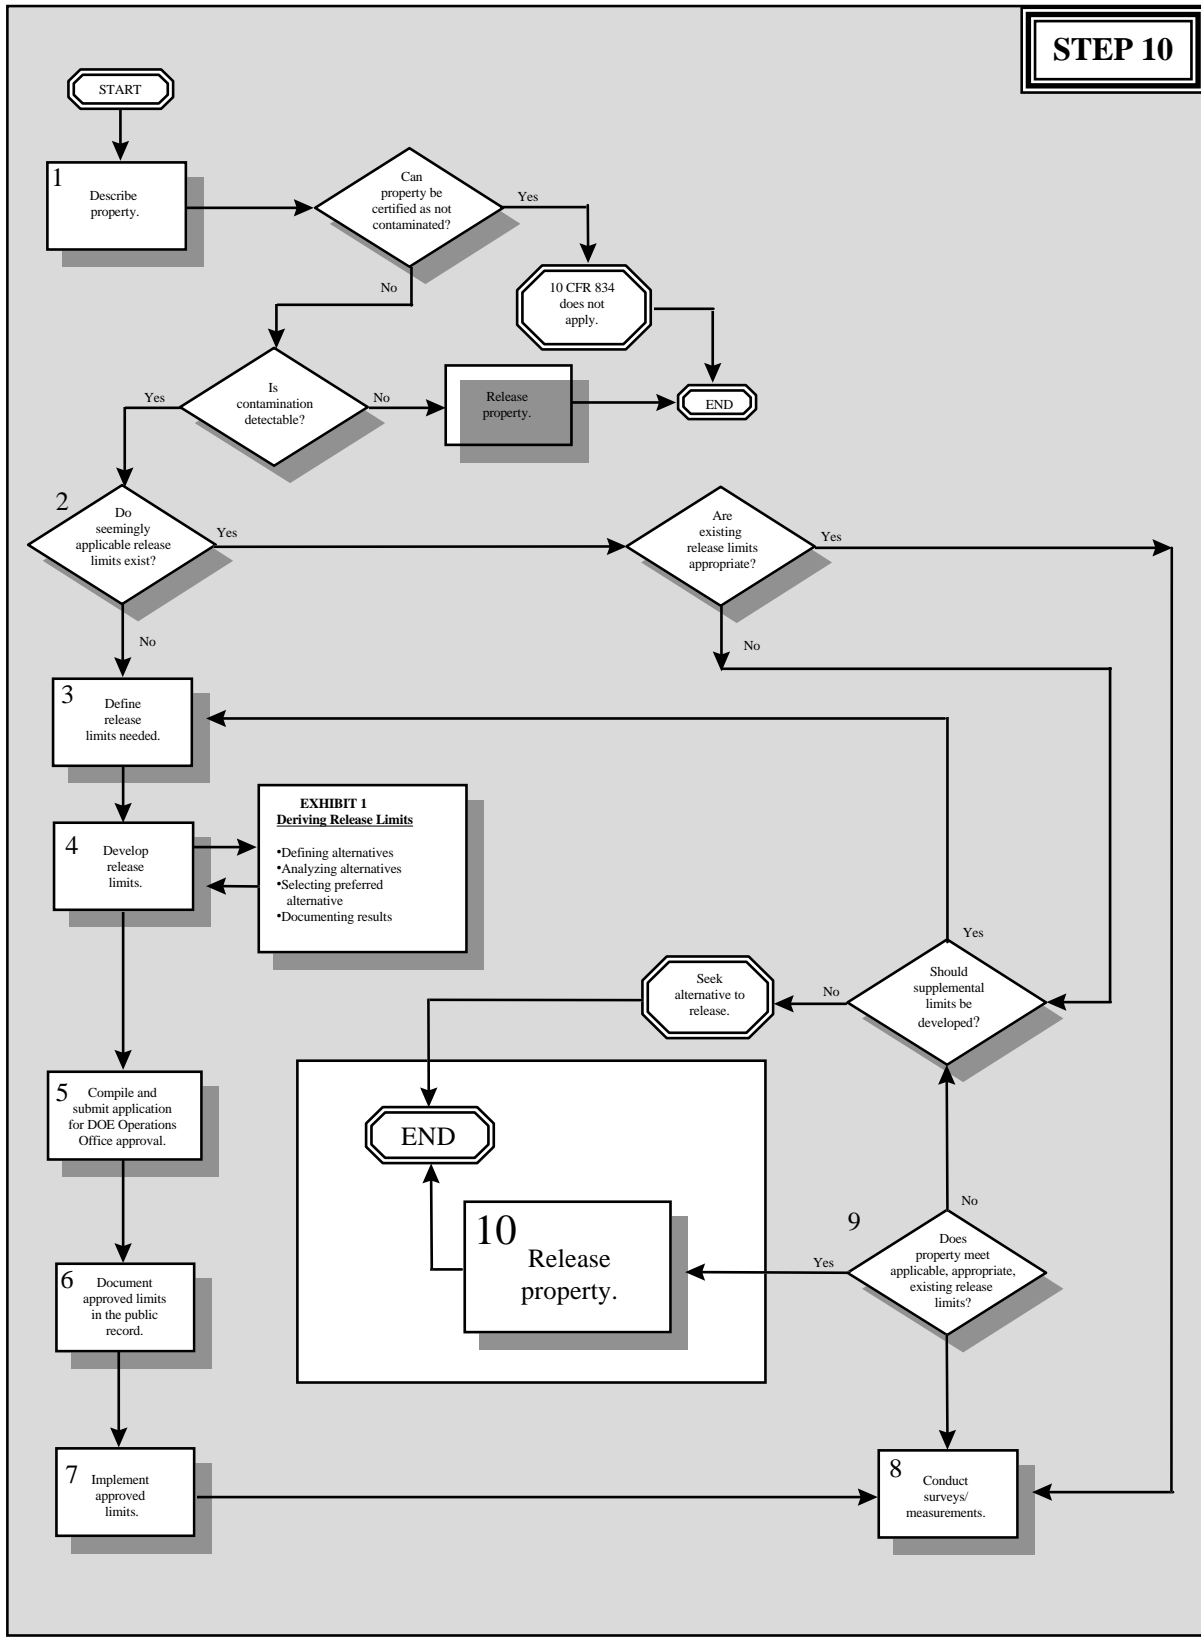 STEP 10
START
1
Describe
property.
Can
property be
certified as not
contaminated?
Yes
No
10 CFR 834
does not
apply.
Is
contamination
detectable?
Yes
No
Release
property.
END
2
Do
seemingly
applicable release
limits exist?
Yes
No
Are
existing
release limits
appropriate?
Yes
No
3
Define
release
limits needed.
4
Develop
release
limits.
EXHIBIT 1
Deriving Release Limits
•Defining alternatives
•Analyzing alternatives
•Selecting preferred
alternative
•Documenting results
Yes
Should
supplemental
limits be
developed?
No
Seek
alternative to
release.
5
Compile and
submit application
for DOE Operations
Office approval.
END
10
Release
property.
9
No
Does
property meet
applicable, appropriate,
existing release
limits?
Yes
6
Document
approved limits
in the public
record.
7
Implement
approved
limits.
8
Conduct
surveys/
measurements.